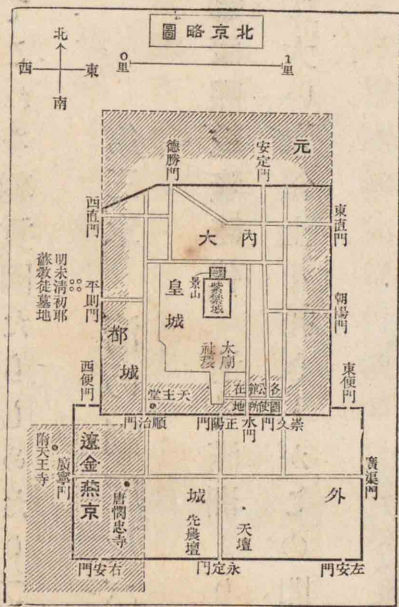 北京略圖
北
西
東
南
0里
1里
元
德勝門
安定門
西直門
東直門
內
大
景山
紫禁城
皇城
平則門
朝陽門
明末清初耶
蘇教徒墓地
都
城
太廟
社稷
各國公使館所在地
天主堂
西便門
東便門
順治門
正陽門
水門
崇文門
遼金燕京
廣寧門
隋天王寺
唐憫忠寺
廣渠門
外
城
先農壇
天壇
右安門
永定門
左安門